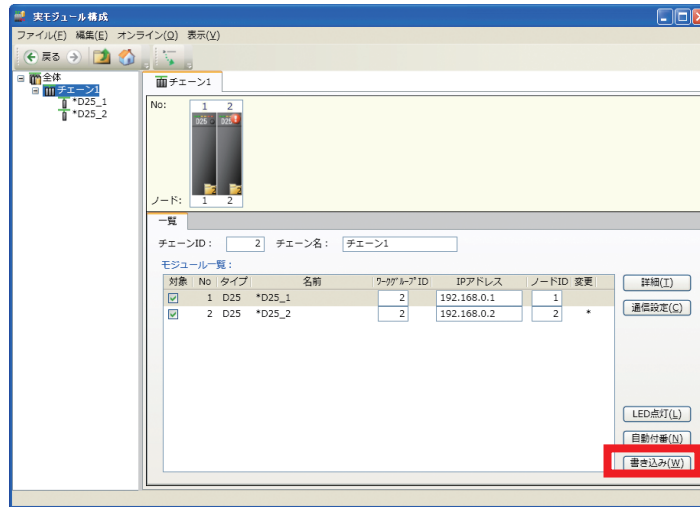 実モジュール構成
ファイル(F) 編集(E) オンライン(O) 表示(V)
戻る
全体
チェーン1
*D25_1
*D25_2
チェーン1
No: 1 2
D25 D25
2 2
ノード: 1 2
一覧
チェーンID: 2 チェーン名: チェーン1
モジュール一覧:
対象 No タイプ 名前 ワークグループID IPアドレス ノードID 変更
1 D25 *D25_1 2 192.168.0.1 1
2 D25 *D25_2 2 192.168.0.2 2 *
詳細(T)
通信設定(C)
LED点灯(L)
自動付番(N)
書き込み(W)